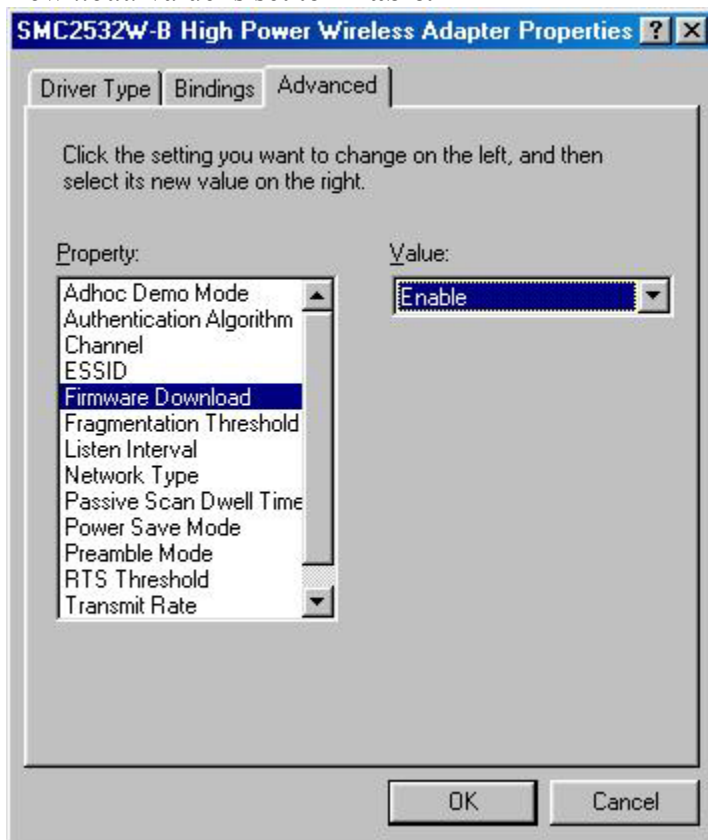 SMC2532W-B High Power Wireless Adapter Properties ? X
Driver Type Bindings Advanced
Click the setting you want to change on the left, and then
select its new value on the right.
Property: Value:
Enable
Adhoc Demo Mode
Authentication Algorithm
Channel
ESSID
Firmware Download
Fragmentation Threshold
Listen Interval
Network Type
Passive Scan Dwell Time
Power Save Mode
Preamble Mode
RTS Threshold
Transmit Rate
OK Cancel